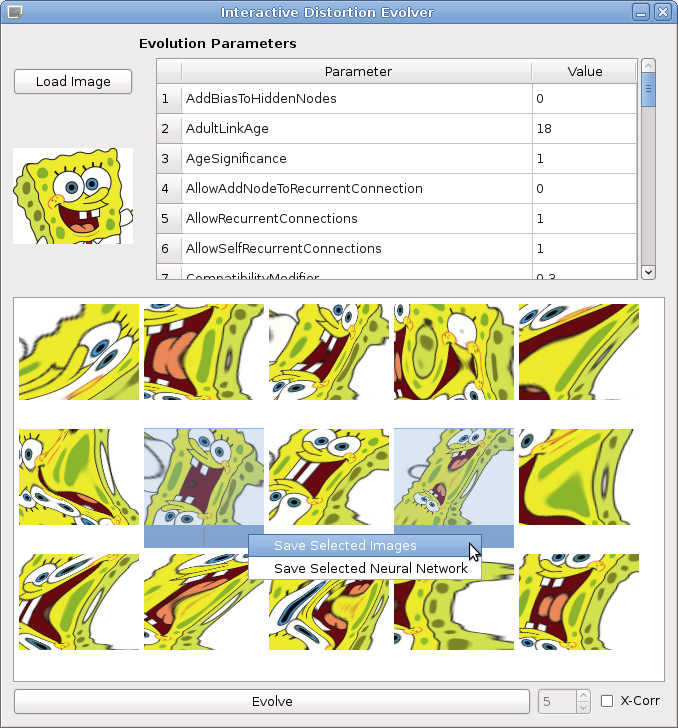 Interactive Distortion Evolver
Evolution Parameters
Load Image
Parameter Value
1 AddBiasToHiddenNodes 0
2 AdultLinkAge 18
3 AgeSignificance 1
4 AllowAddNodeToRecurrentConnection 0
5 AllowRecurrentConnections 1
6 AllowSelfRecurrentConnections 1
7 CompatibilityModifier 0.3
Save Selected Images
Save Selected Neural Network
Evolve 5 X-Corr